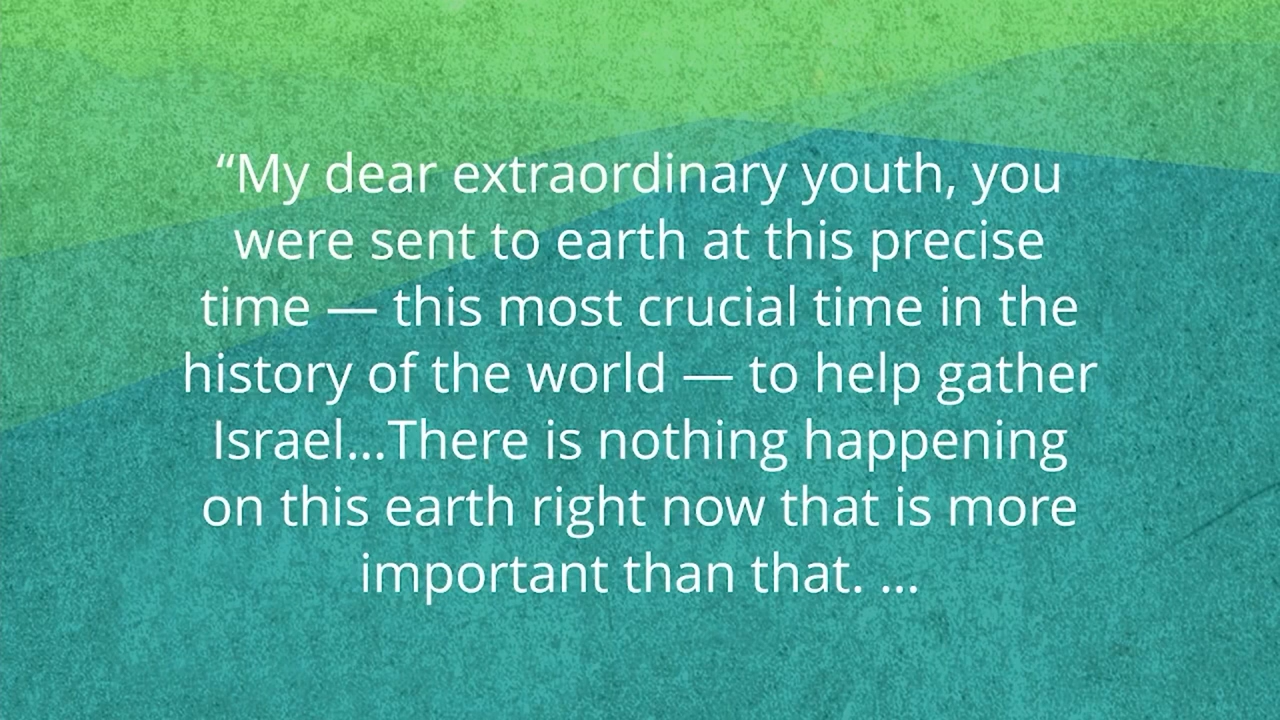 “My dear extraordinary youth, you
were sent to earth at this precise
time — this most crucial time in the
history of the world — to help gather
Israel...There is nothing happening
on this earth right now that is more
important than that. ...